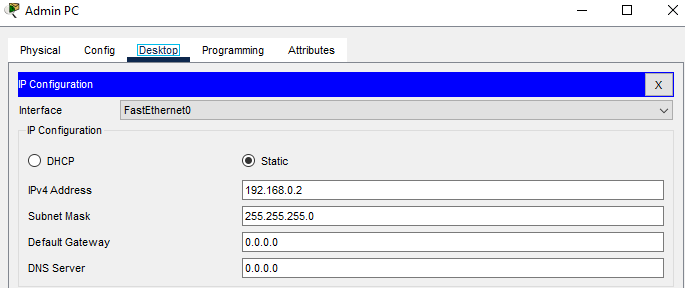 Admin PC
Physical Config Desktop Programming Attributes
IP Configuration X
Interface FastEthernet0
IP Configuration
DHCP Static
IPv4 Address 192.168.0.2
Subnet Mask 255.255.255.0
Default Gateway 0.0.0.0
DNS Server 0.0.0.0